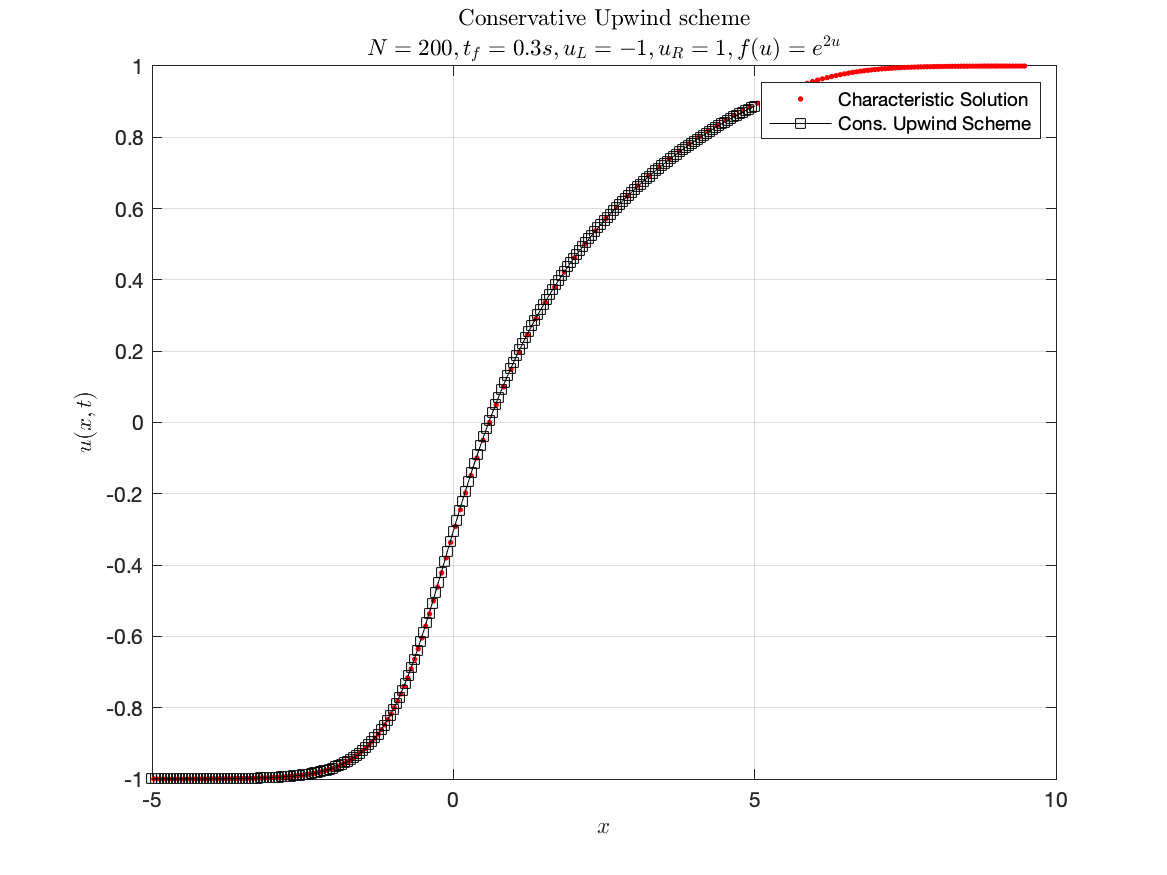 Conservative Upwind scheme
N = 200, t_f = 0.3s, u_L = −1, u_R = 1, f(u) = e^{2u}
Characteristic Solution
Cons. Upwind Scheme
1
0.8
0.6
0.4
0.2
0
-0.2
-0.4
-0.6
-0.8
-1
u(x, t)
-5 0 5 10
x